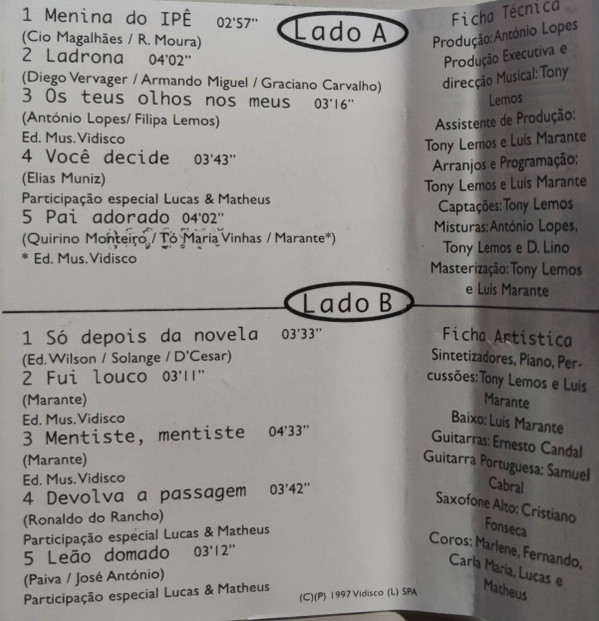 Lado A
1 Menina do IPÊ 02'57"
(Cio Magalhães / R. Moura)
2 Ladrona 04'02"
(Diego Vervager / Armando Miguel / Graciano Carvalho)
3 Os teus olhos nos meus 03'16"
(António Lopes/ Filipa Lemos)
Ed. Mus. Vidisco
4 Você decide 03'43"
(Elias Muniz)
Participação especial Lucas & Matheus
5 Pai adorado 04'02"
(Quirino Monteiro / Tó Maria Vinhas / Marante*)
* Ed. Mus. Vidisco
Ficha Técnica
Produção: António Lopes
Produção Executiva e
direcção Musical: Tony
Lemos
Assistente de Produção:
Tony Lemos e Luís Marante
Arranjos e Programação:
Tony Lemos e Luís Marante
Captações: Tony Lemos
Misturas: António Lopes,
Tony Lemos e D. Lino
Masterização: Tony Lemos
e Luís Marante
Lado B
1 Só depois da novela 03'33"
(Ed. Wilson / Solange / D'Cesar)
2 Fui louco 03'11"
(Marante)
Ed. Mus. Vidisco
3 Mentiste, mentiste 04'33"
(Marante)
Ed. Mus. Vidisco
4 Devolva a passagem 03'42"
(Ronaldo do Rancho)
Participação especial Lucas & Matheus
5 Leão domado 03'12"
(Paiva / José António)
Participação especial Lucas & Matheus
(C)(P) 1997 Vidisco (L) SPA
Ficha Artística
Sintetizadores, Piano, Per-
cussões: Tony Lemos e Luis
Marante
Baixo: Luis Marante
Guitarras: Ernesto Candal
Guitarra Portuguesa: Samuel
Cabral
Saxofone Alto: Cristiano
Fonseca
Coros: Marlene, Fernando,
Carla Maria, Lucas e
Matheus